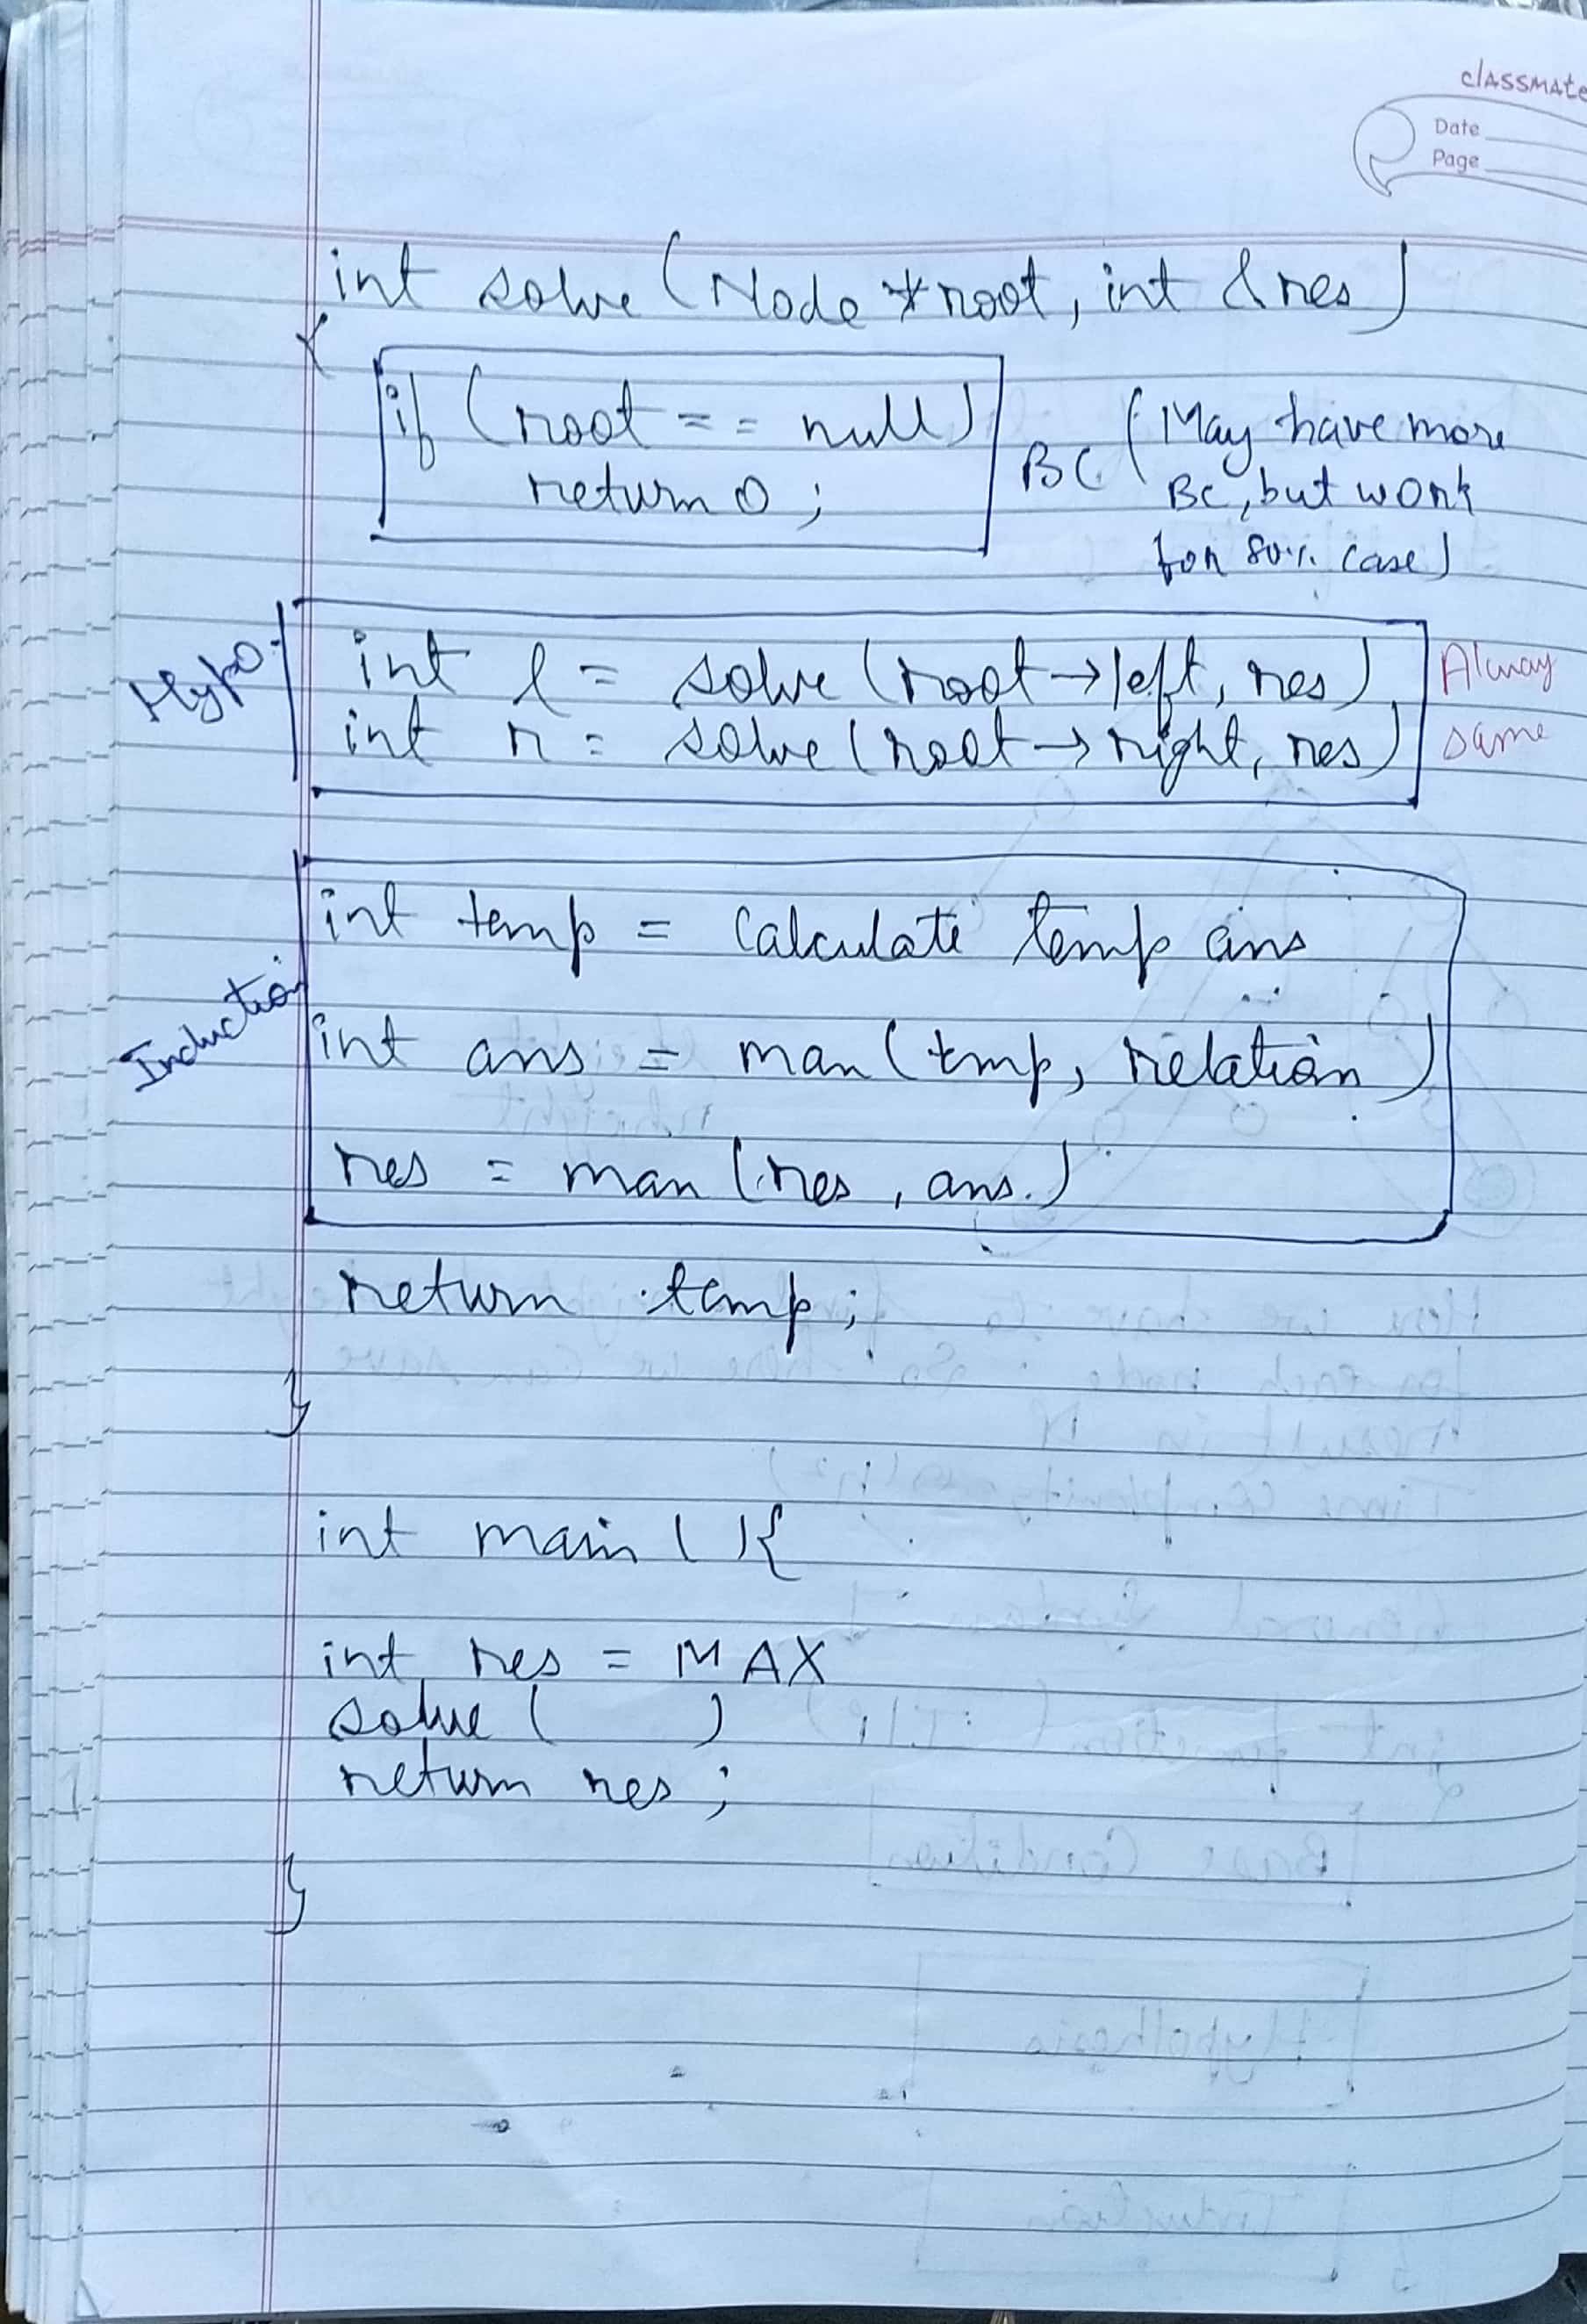 classmate
Date
Page
int solve (Node *root, int &res)
{
if (root == null)
return 0;
BC (May have more
BC, but work
for 80% case)
Hypo.
int l = solve (root→left, res)
int r = solve (root→right, res)
Alway
same
Induction
int temp = Calculate temp ans
int ans = max (tmp, relation)
res = max (res, ans.)
return temp;
}
int main ( ){
int res = MAX
solve ( )
return res;
}